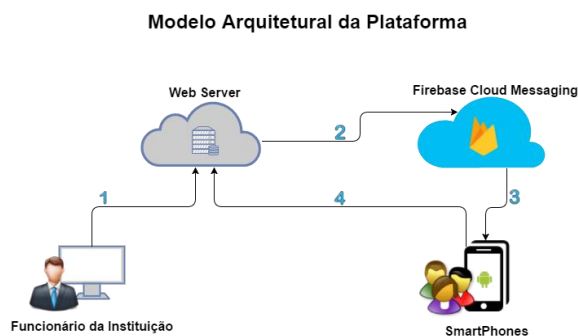 Modelo Arquitetural da Plataforma
Web Server
Firebase Cloud Messaging
2
1
4
3
Funcionário da Instituição
SmartPhones